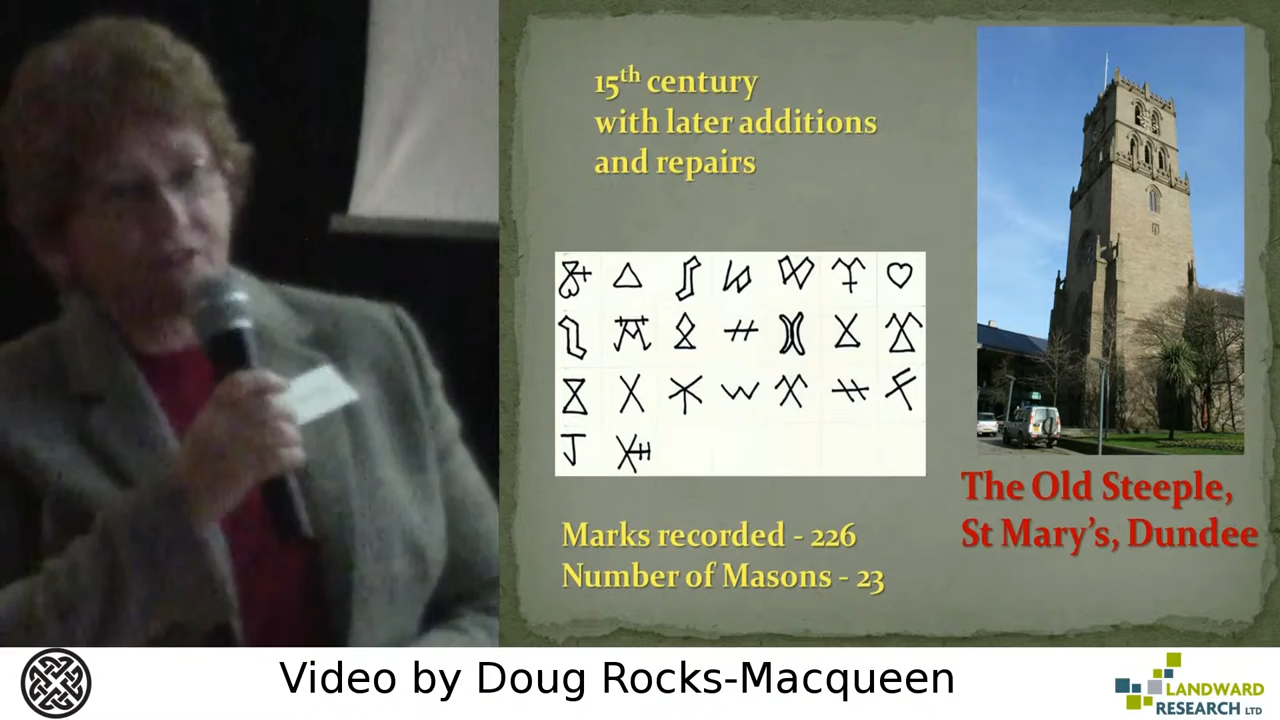 15th century
with later additions
and repairs
Marks recorded - 226
Number of Masons - 23
The Old Steeple,
St Mary's, Dundee
Video by Doug Rocks-Macqueen
LANDWARD
RESEARCH LTD